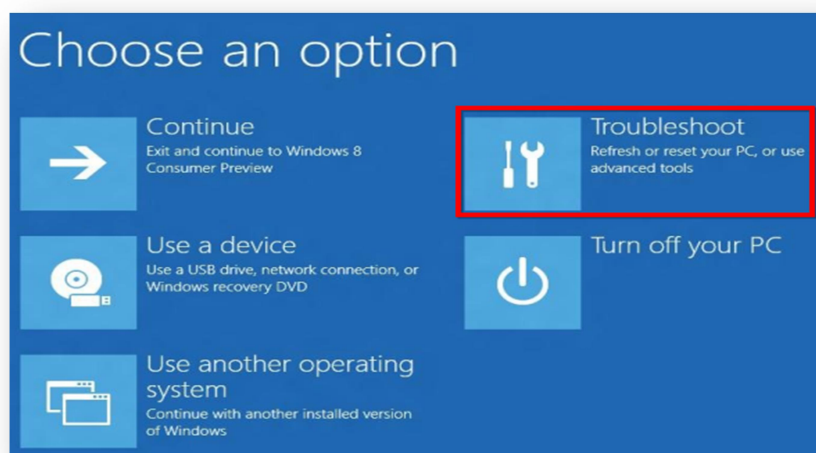 Choose an option
Continue
Exit and continue to Windows 8
Consumer Preview
Troubleshoot
Refresh or reset your PC, or use
advanced tools
Use a device
Use a USB drive, network connection, or
Windows recovery DVD
Turn off your PC
Use another operating
system
Continue with another installed version
of Windows